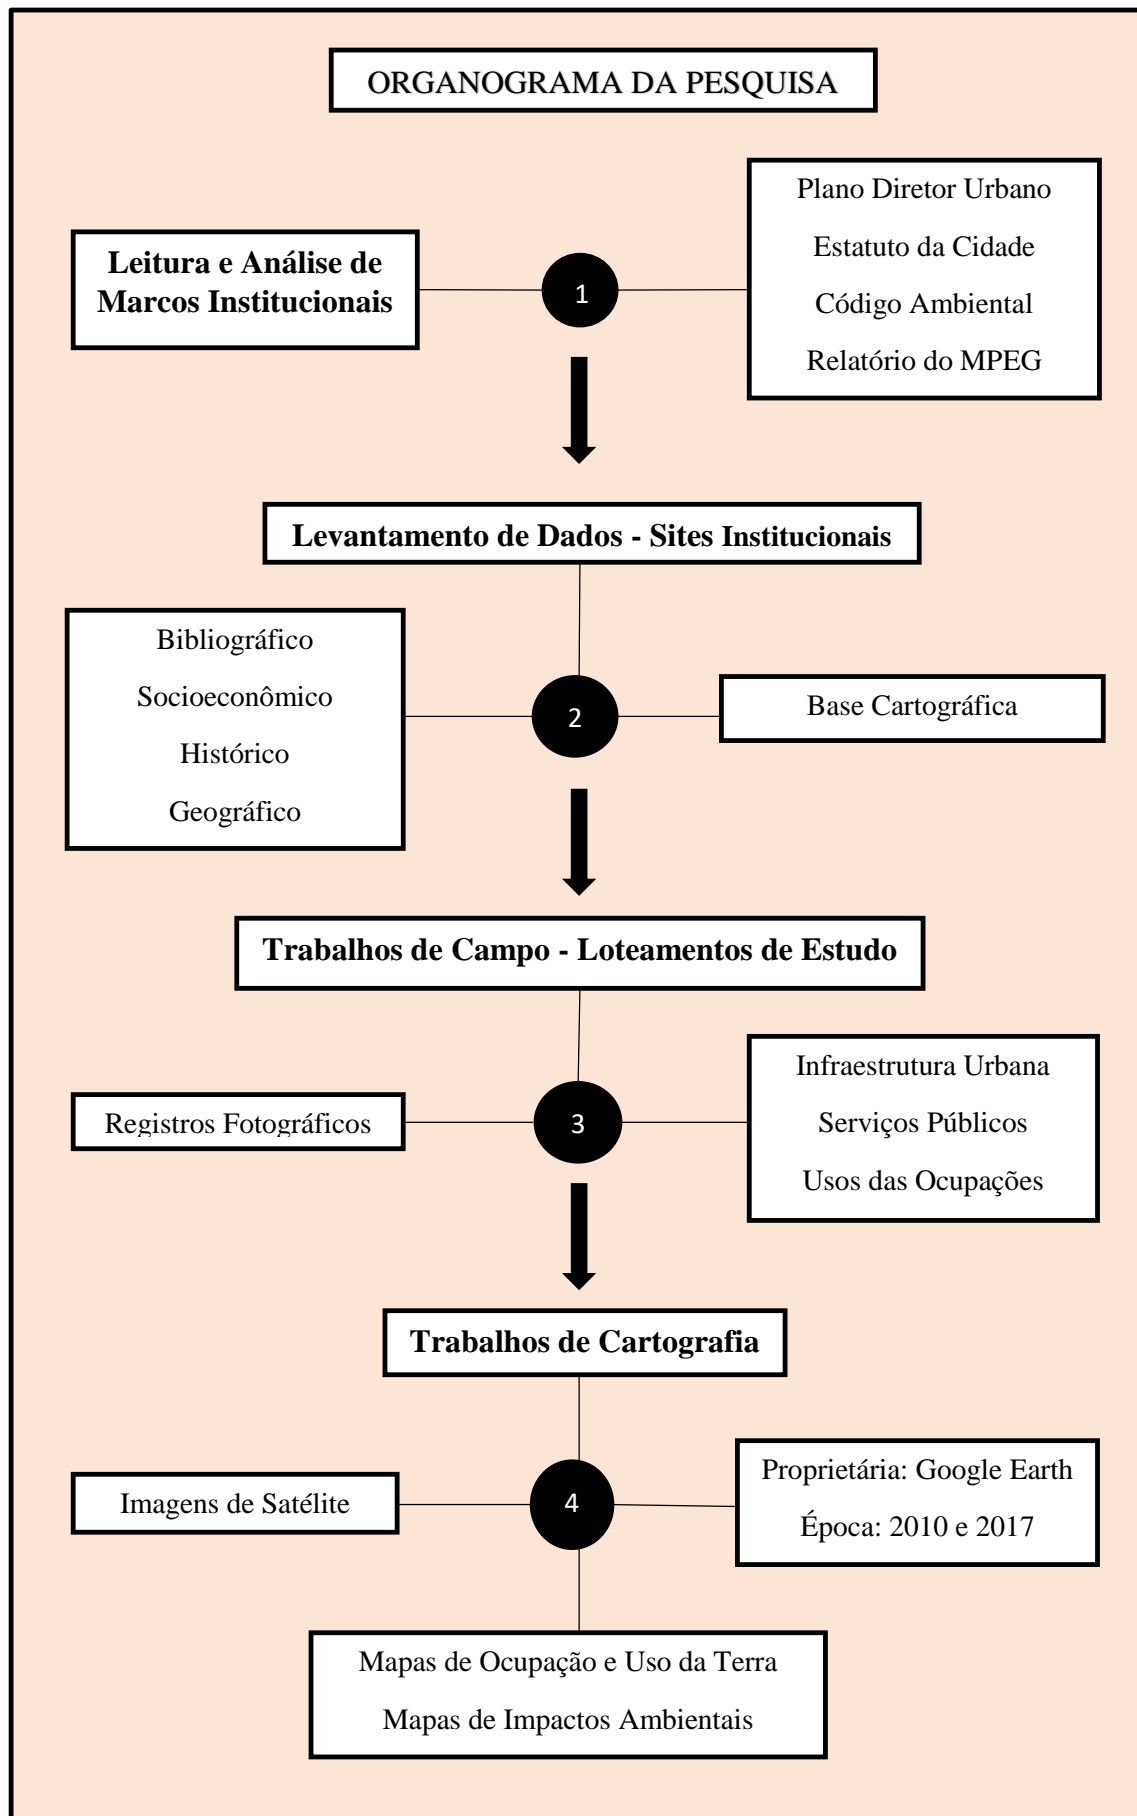 ORGANOGRAMA DA PESQUISA
Leitura e Análise de
Marcos Institucionais
1
Plano Diretor Urbano
Estatuto da Cidade
Código Ambiental
Relatório do MPEG
Levantamento de Dados - Sites Institucionais
Bibliográfico
Socioeconômico
Histórico
Geográfico
2
Base Cartográfica
Trabalhos de Campo - Loteamentos de Estudo
Registros Fotográficos
3
Infraestrutura Urbana
Serviços Públicos
Usos das Ocupações
Trabalhos de Cartografia
Imagens de Satélite
4
Proprietária: Google Earth
Época: 2010 e 2017
Mapas de Ocupação e Uso da Terra
Mapas de Impactos Ambientais